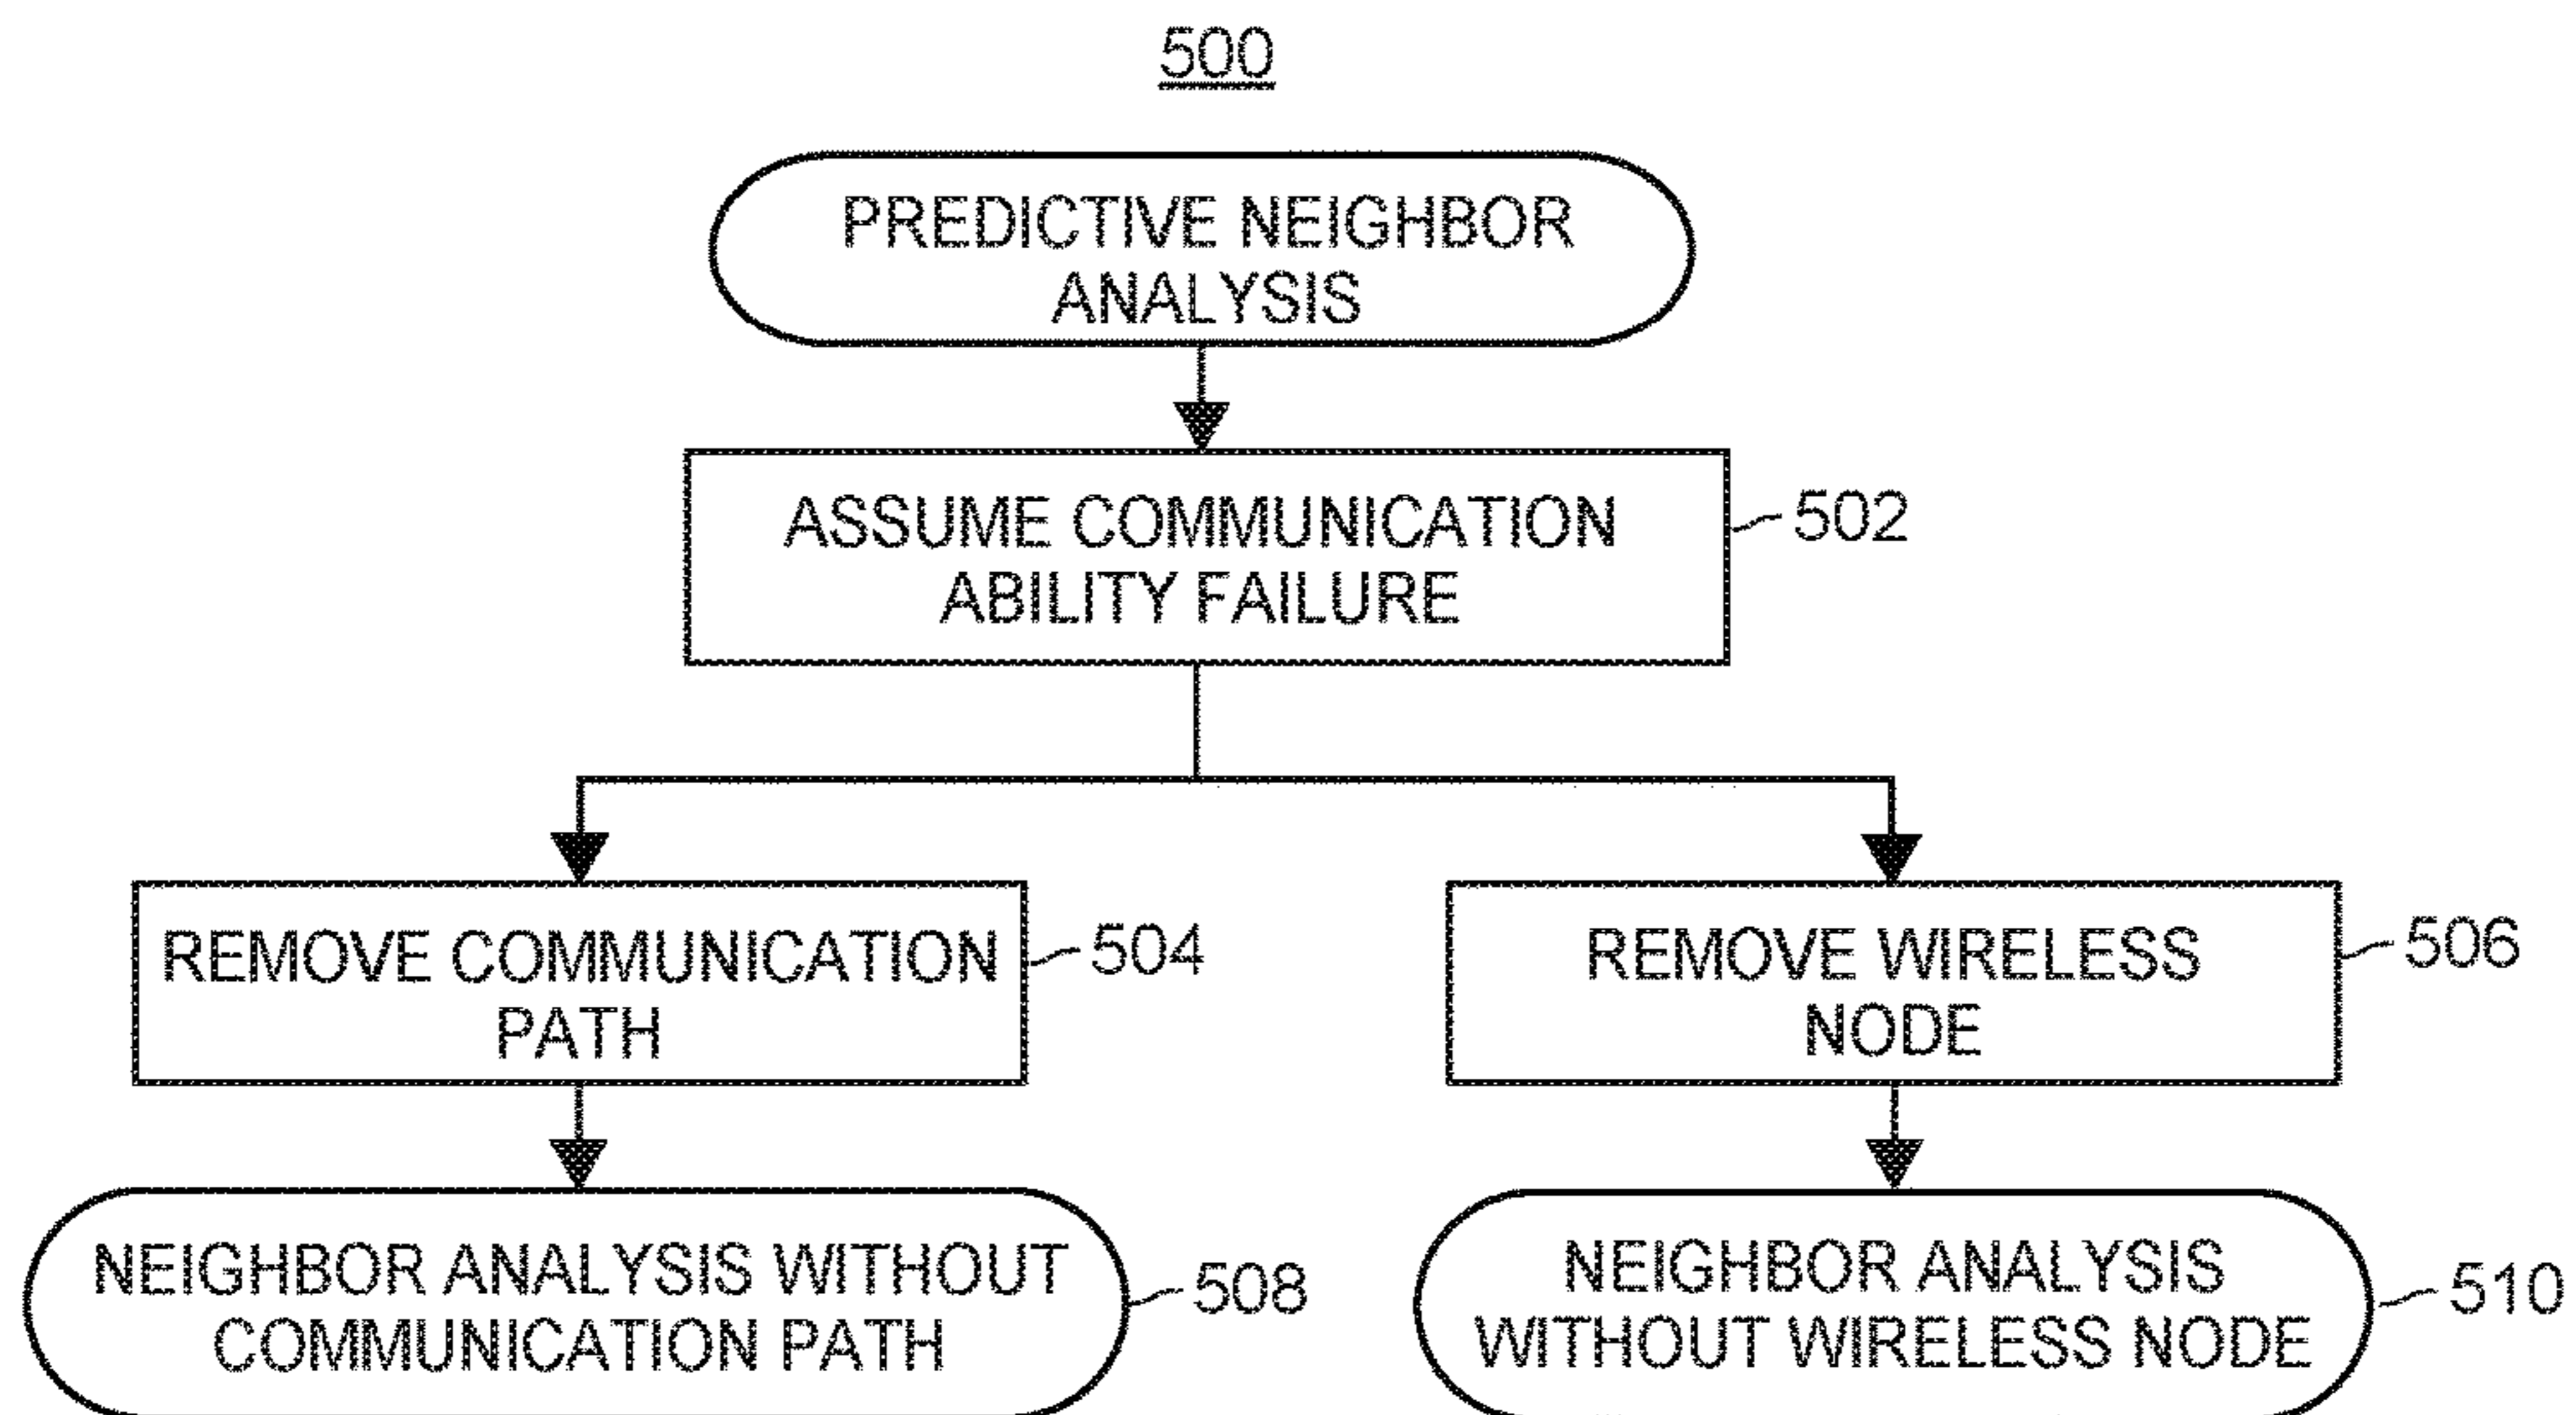 500
PREDICTIVE NEIGHBOR
ANALYSIS
ASSUME COMMUNICATION
ABILITY FAILURE
502
REMOVE COMMUNICATION
PATH
504
REMOVE WIRELESS
NODE
506
NEIGHBOR ANALYSIS WITHOUT
COMMUNICATION PATH
508
NEIGHBOR ANALYSIS
WITHOUT WIRELESS NODE
510